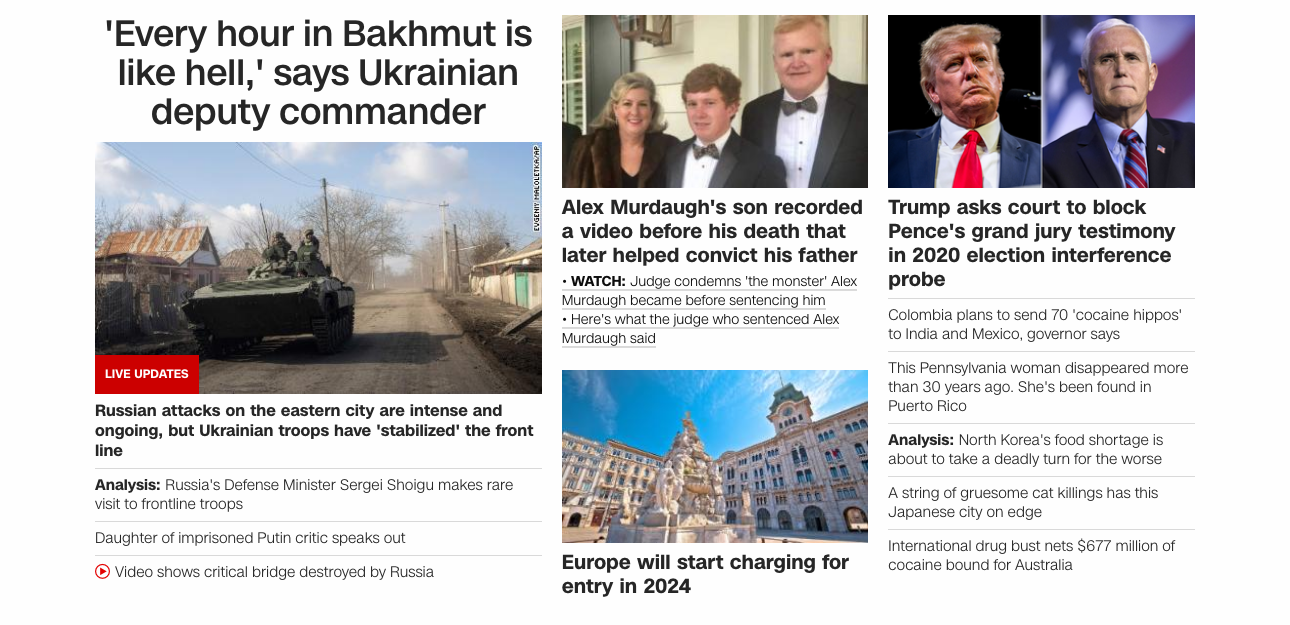 'Every hour in Bakhmut is
like hell,' says Ukrainian
deputy commander
EVGENIY MALOLETKA/AP
LIVE UPDATES
Russian attacks on the eastern city are intense and
ongoing, but Ukrainian troops have 'stabilized' the front
line
Analysis: Russia's Defense Minister Sergei Shoigu makes rare
visit to frontline troops
Daughter of imprisoned Putin critic speaks out
Video shows critical bridge destroyed by Russia
Alex Murdaugh's son recorded
a video before his death that
later helped convict his father
• WATCH: Judge condemns 'the monster' Alex
Murdaugh became before sentencing him
• Here's what the judge who sentenced Alex
Murdaugh said
Europe will start charging for
entry in 2024
Trump asks court to block
Pence's grand jury testimony
in 2020 election interference
probe
Colombia plans to send 70 'cocaine hippos'
to India and Mexico, governor says
This Pennsylvania woman disappeared more
than 30 years ago. She's been found in
Puerto Rico
Analysis: North Korea's food shortage is
about to take a deadly turn for the worse
A string of gruesome cat killings has this
Japanese city on edge
International drug bust nets $677 million of
cocaine bound for Australia